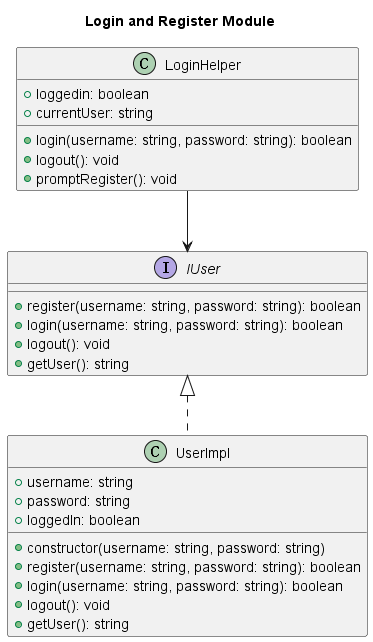 Login and Register Module
C LoginHelper
loggedin: boolean
currentUser: string
login(username: string, password: string): boolean
logout(): void
promptRegister(): void
I IUser
register(username: string, password: string): boolean
login(username: string, password: string): boolean
logout(): void
getUser(): string
C UserImpl
username: string
password: string
loggedIn: boolean
constructor(username: string, password: string)
register(username: string, password: string): boolean
login(username: string, password: string): boolean
logout(): void
getUser(): string